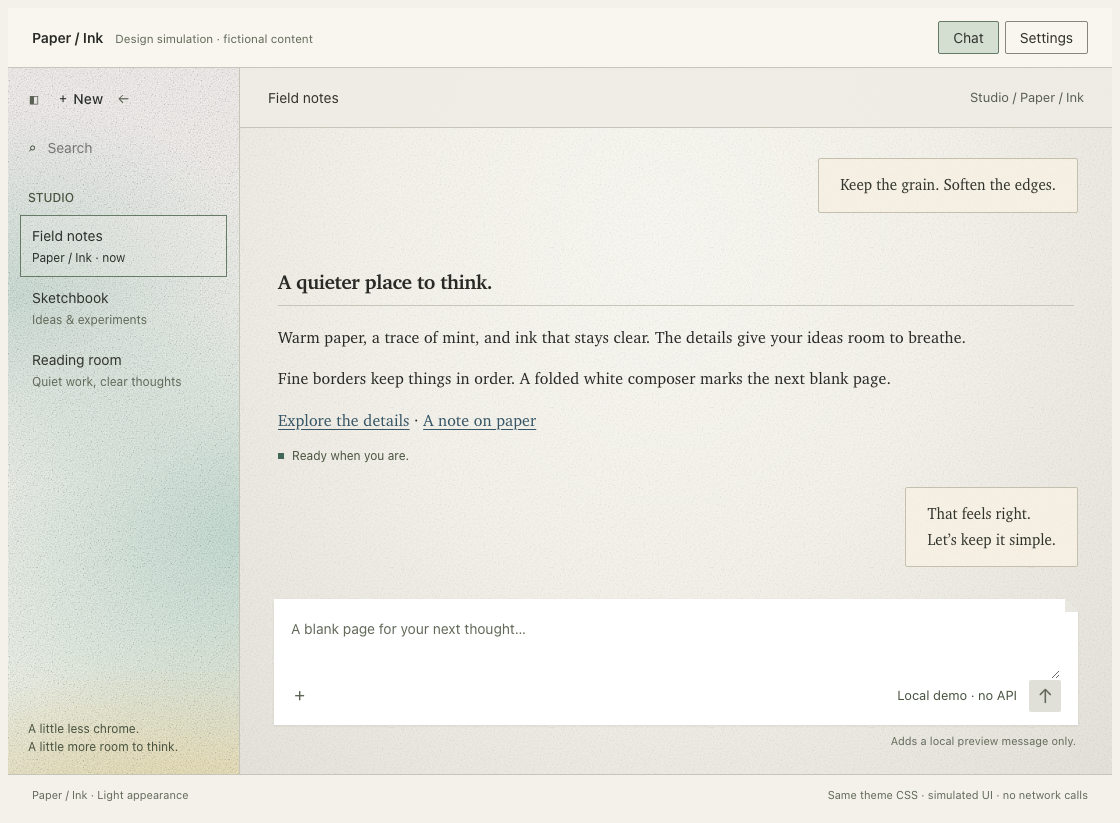 Paper / Ink Design simulation · fictional content
Chat Settings
+ New ←
Search
STUDIO
Field notes
Paper / Ink · now
Sketchbook
Ideas & experiments
Reading room
Quiet work, clear thoughts
A little less chrome.
A little more room to think.
Field notes
Studio / Paper / Ink
Keep the grain. Soften the edges.
A quieter place to think.
Warm paper, a trace of mint, and ink that stays clear. The details give your ideas room to breathe.
Fine borders keep things in order. A folded white composer marks the next blank page.
Explore the details · A note on paper
Ready when you are.
That feels right.
Let’s keep it simple.
A blank page for your next thought…
+
Local demo · no API ↑
Adds a local preview message only.
Paper / Ink · Light appearance
Same theme CSS · simulated UI · no network calls